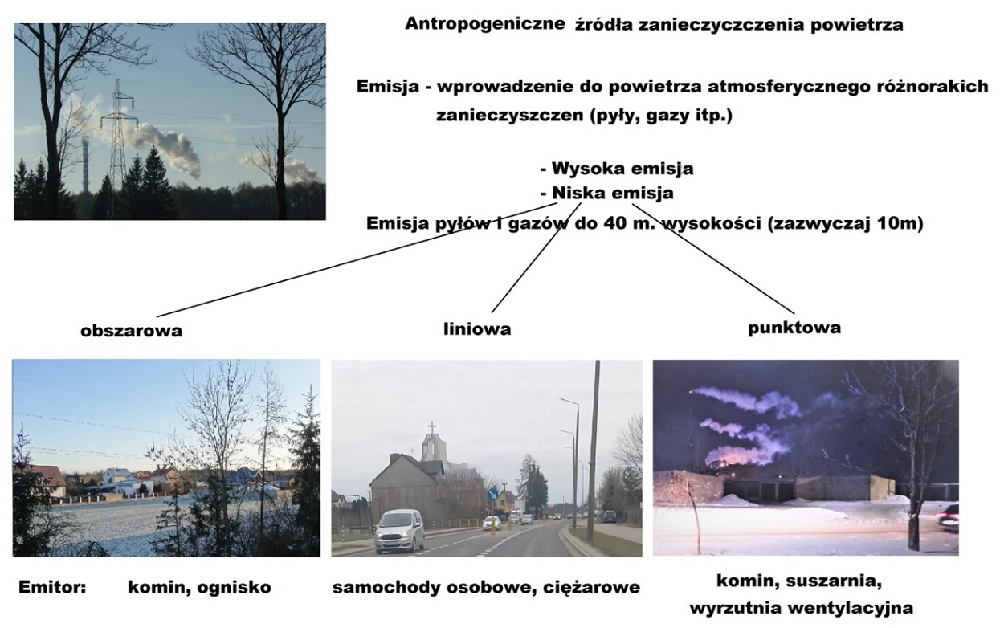 Antropogeniczne źródła zanieczyczczenia powietrza
Emisja - wprowadzenie do powietrza atmosferycznego różnorakich
zanieczyszczen (pyły, gazy itp.)
- Wysoka emisja
- Niska emisja
Emisja pyłów i gazów do 40 m. wysokości (zazwyczaj 10m)
obszarowa
liniowa
punktowa
Emitor: komin, ognisko
samochody osobowe, ciężarowe
komin, suszarnia,
wyrzutnia wentylacyjna